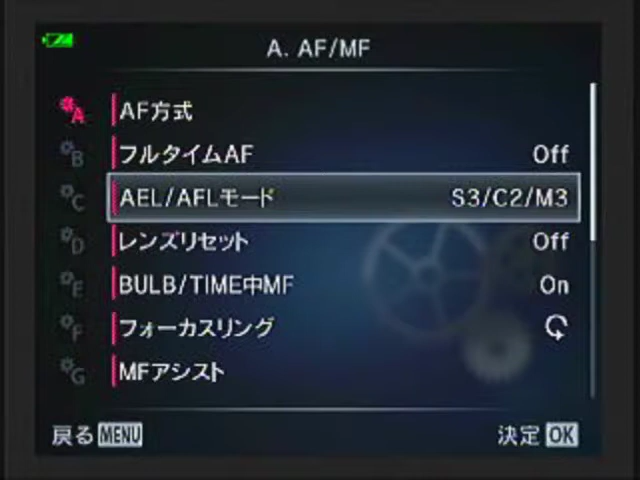 A. AF/MF
A
AF方式
B
フルタイムAF Off
C
AEL/AFLモード S3/C2/M3
D
レンズリセット Off
E
BULB/TIME中MF On
F
フォーカスリング
G
MFアシスト
戻る MENU 決定 OK